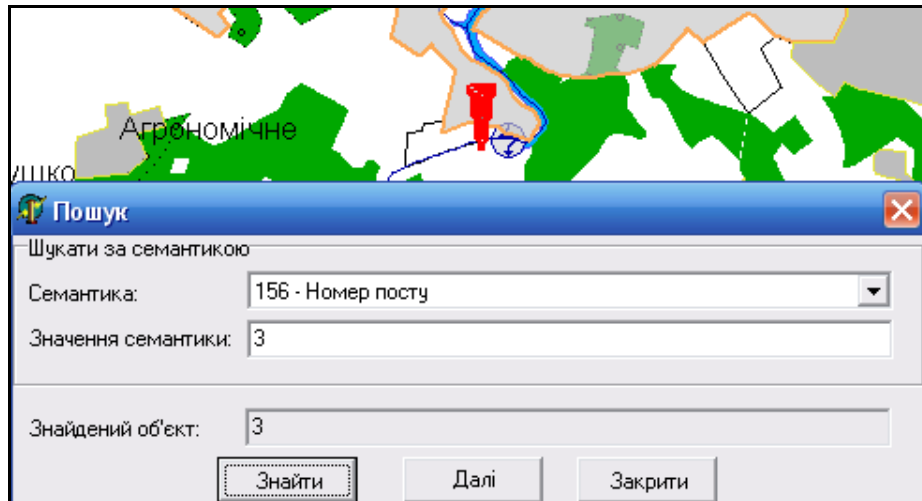 Агрономічне
ушко
Пошук
Шукати за семантикою
Семантика: 156 - Номер посту
Значення семантики: 3
Знайдений об'єкт: 3
Знайти Далі Закрити